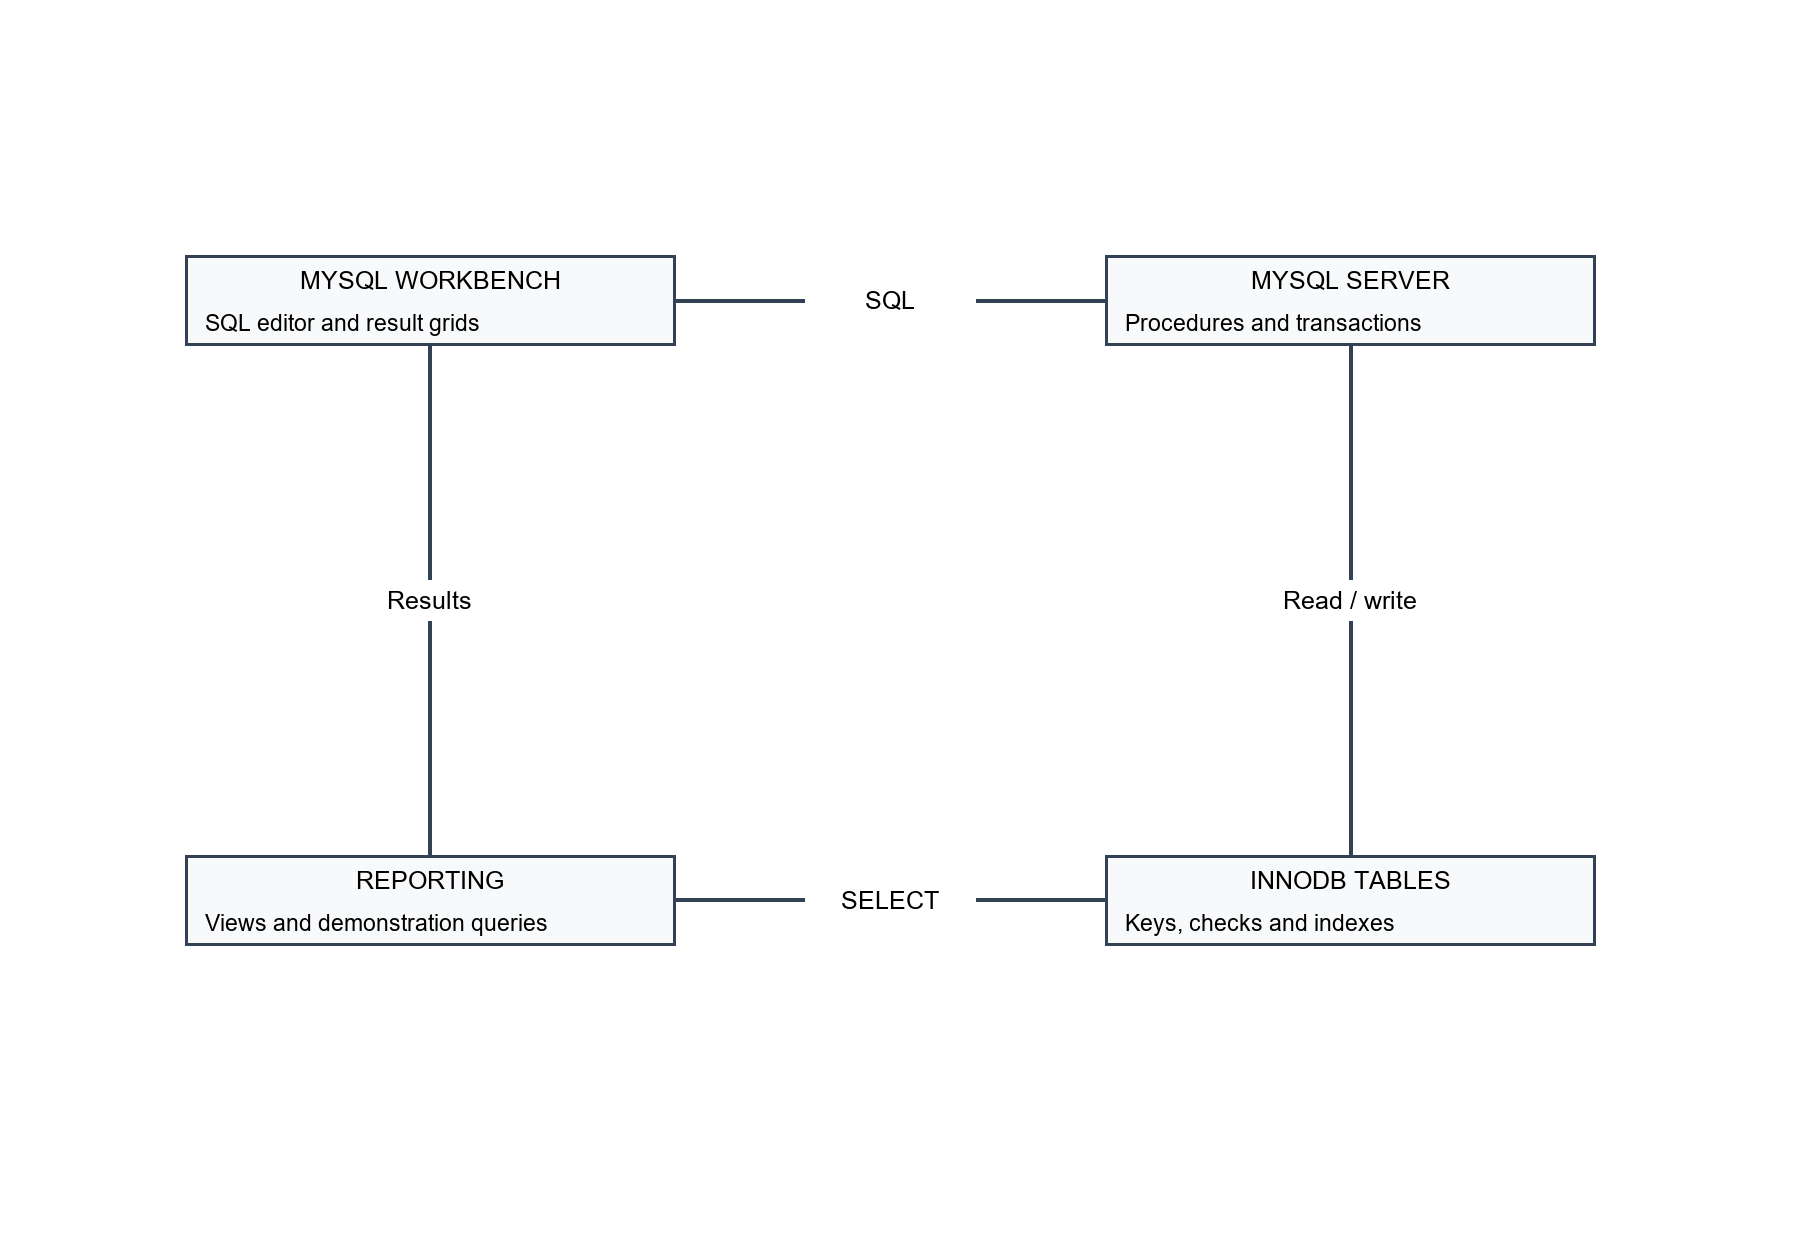 MYSQL WORKBENCH
SQL editor and result grids
SQL
MYSQL SERVER
Procedures and transactions
Results
Read / write
REPORTING
Views and demonstration queries
SELECT
INNODB TABLES
Keys, checks and indexes